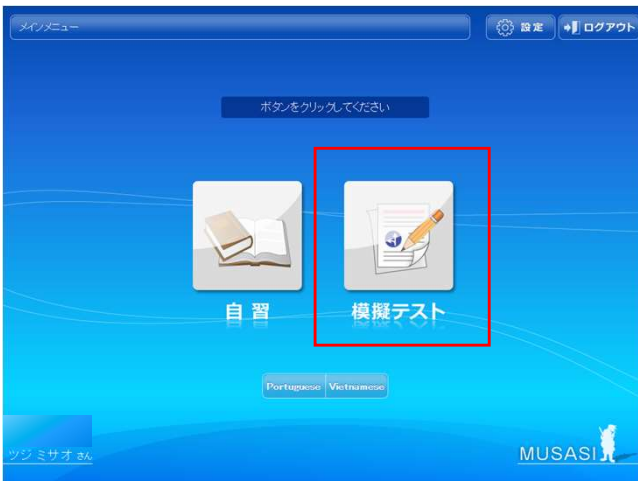 メインメニュー
設定
ログアウト
ボタンをクリックしてください
自習
模擬テスト
Portuguese
Vietnamese
ツジ ミサオ さん
MUSASI